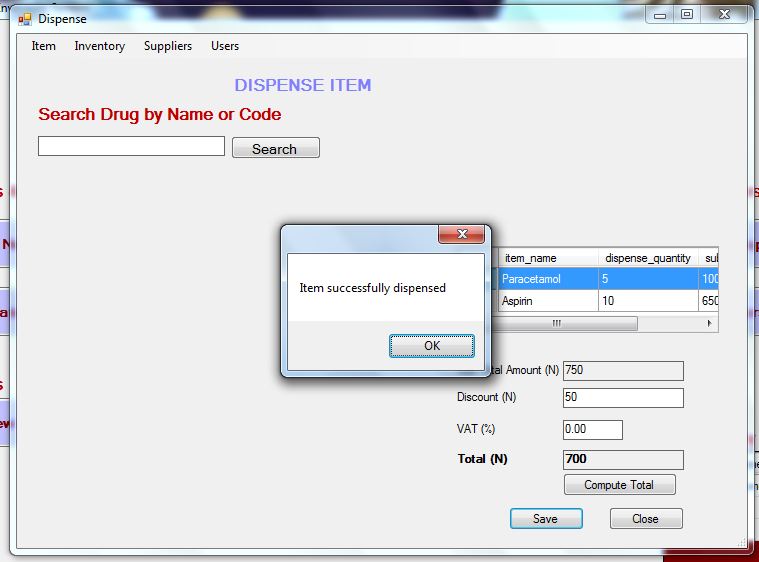 Dispense
Item Inventory Suppliers Users
DISPENSE ITEM
Search Drug by Name or Code
Search
item_name dispense_quantity
Paracetamol 5 100
Aspirin 10 650
Item successfully dispensed
OK
Amount (N) 750
Discount (N) 50
VAT (%) 0.00
Total (N) 700
Compute Total
Save Close